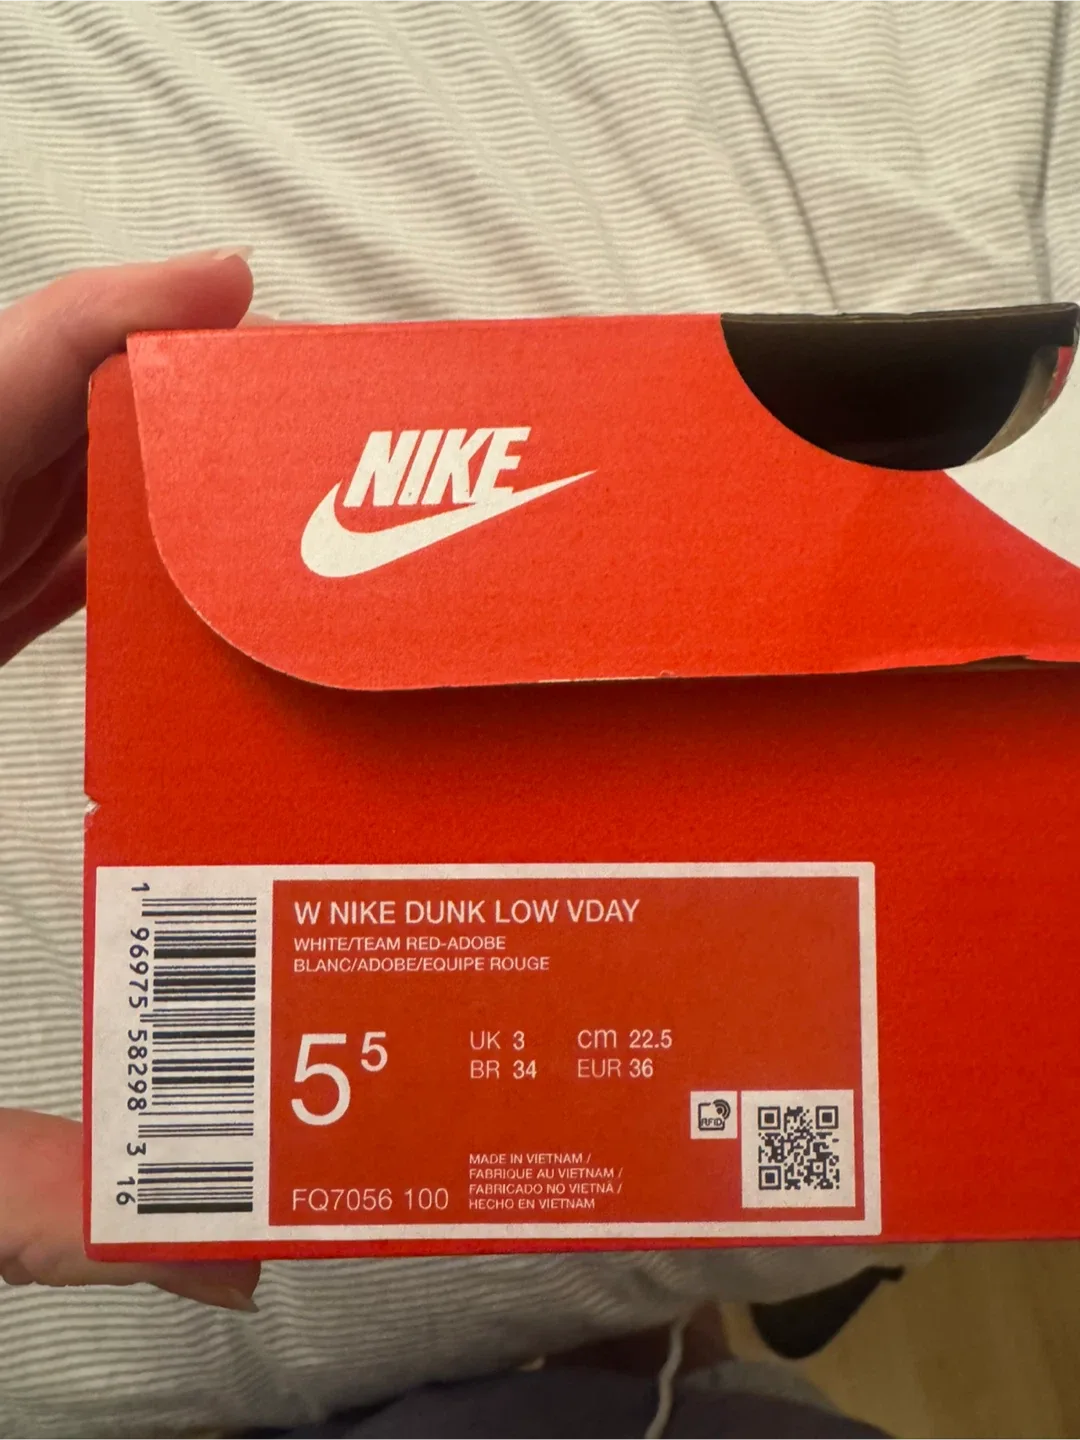 NIKE
W NIKE DUNK LOW VDAY
WHITE/TEAM RED-ADOBE
BLANC/ADOBE/EQUIPE ROUGE
5⁵
UK 3 cm 22.5
BR 34 EUR 36
RFID
MADE IN VIETNAM /
FABRIQUE AU VIETNAM /
FABRICADO NO VIETNÃ /
HECHO EN VIETNAM
FQ7056 100
1 96975 58298 3 16